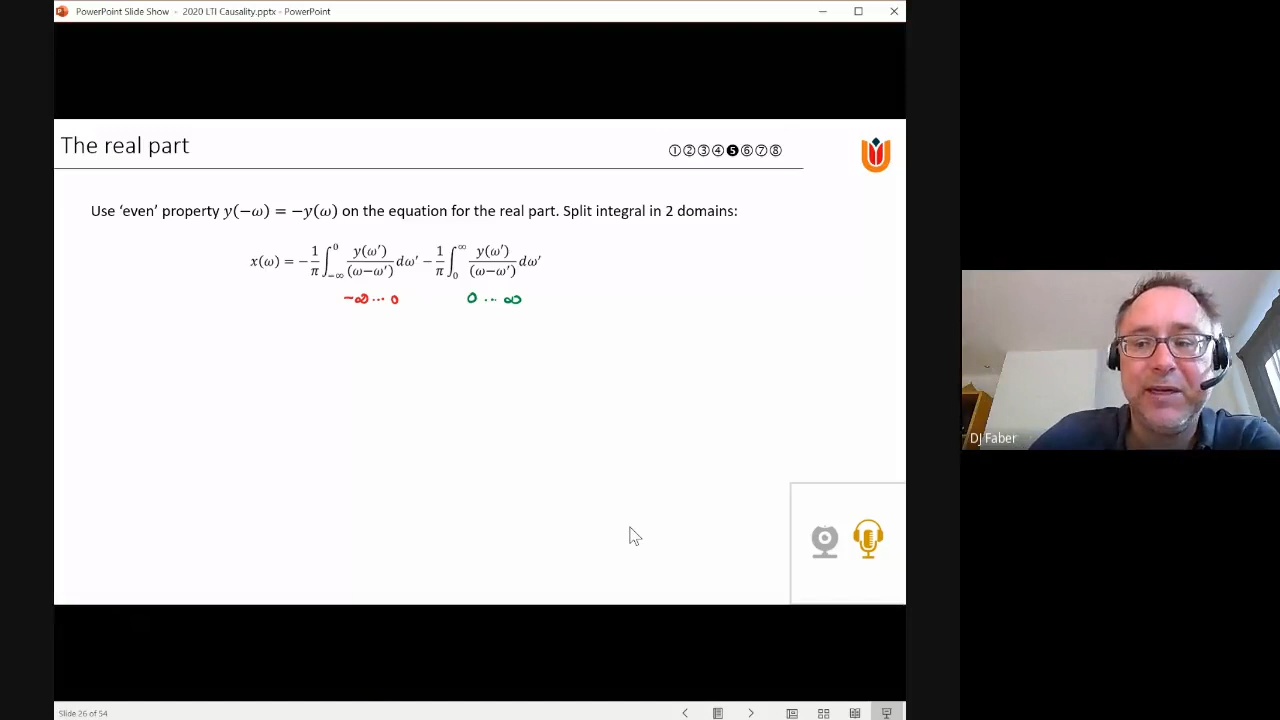 PowerPoint Slide Show - 2020 LTI Causality.pptx - PowerPoint
The real part
①②③④❺⑥⑦⑧
Use ‘even’ property y(−ω) = −y(ω) on the equation for the real part. Split integral in 2 domains:
x(ω) = −1/π ∫_{−∞}^{0} y(ω′)/(ω−ω′) dω′ − 1/π ∫_{0}^{∞} y(ω′)/(ω−ω′) dω′
−∞ ... 0 0 ... ∞
DJ Faber
Slide 26 of 54